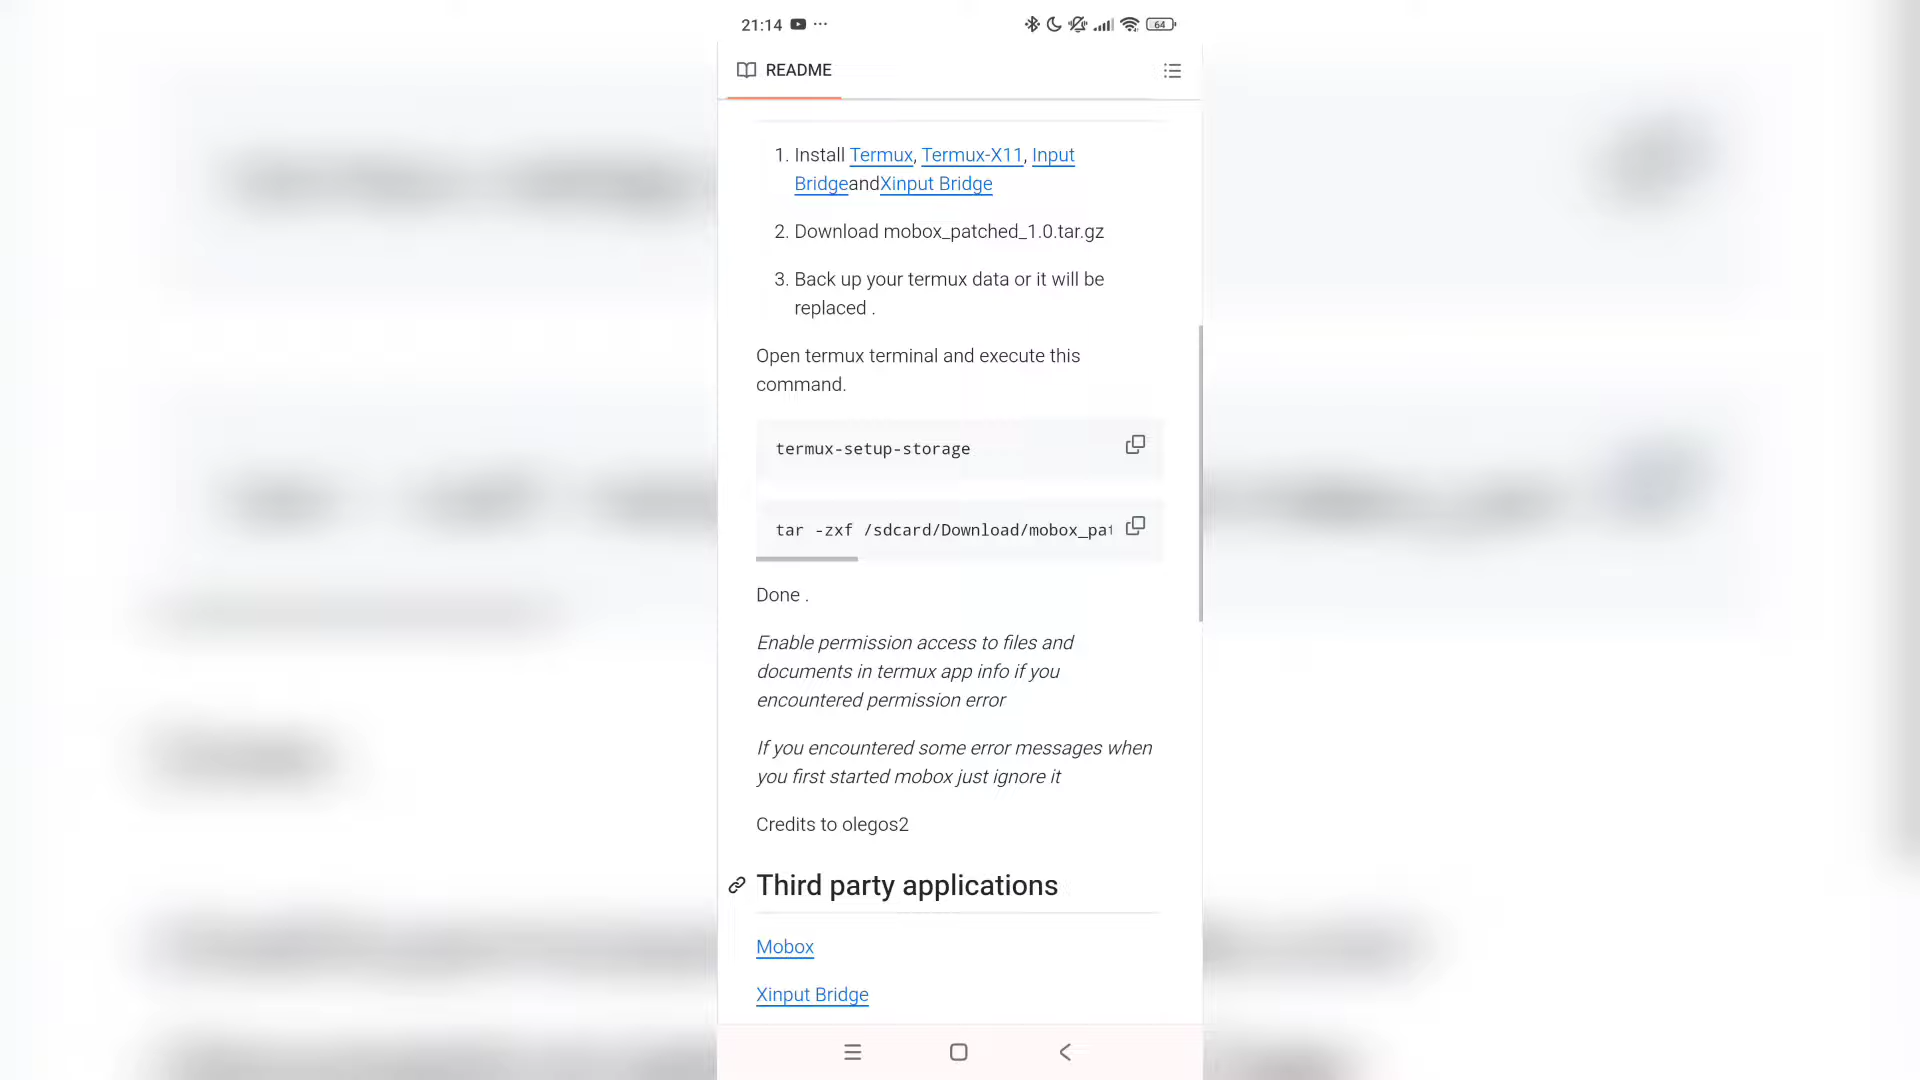 21:14
64
README
1. Install Termux, Termux-X11, Input
BridgeandXinput Bridge
2. Download mobox_patched_1.0.tar.gz
3. Back up your termux data or it will be
replaced .
Open termux terminal and execute this
command.
termux-setup-storage
tar -zxf /sdcard/Download/mobox_pat
Done .
Enable permission access to files and
documents in termux app info if you
encountered permission error
If you encountered some error messages when
you first started mobox just ignore it
Credits to olegos2
Third party applications
Mobox
Xinput Bridge